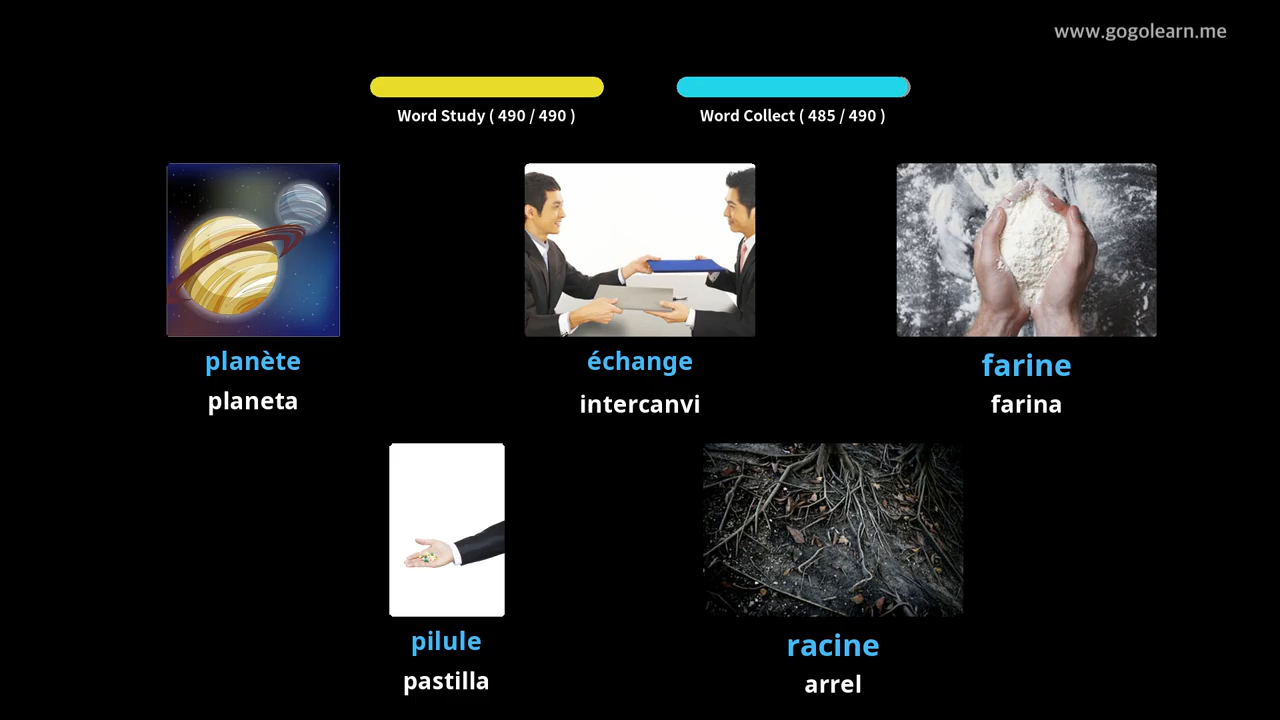 www.gogolearn.me
Word Study ( 490 / 490 )
Word Collect ( 485 / 490 )
planète
planeta
échange
intercanvi
farine
farina
pilule
pastilla
racine
arrel